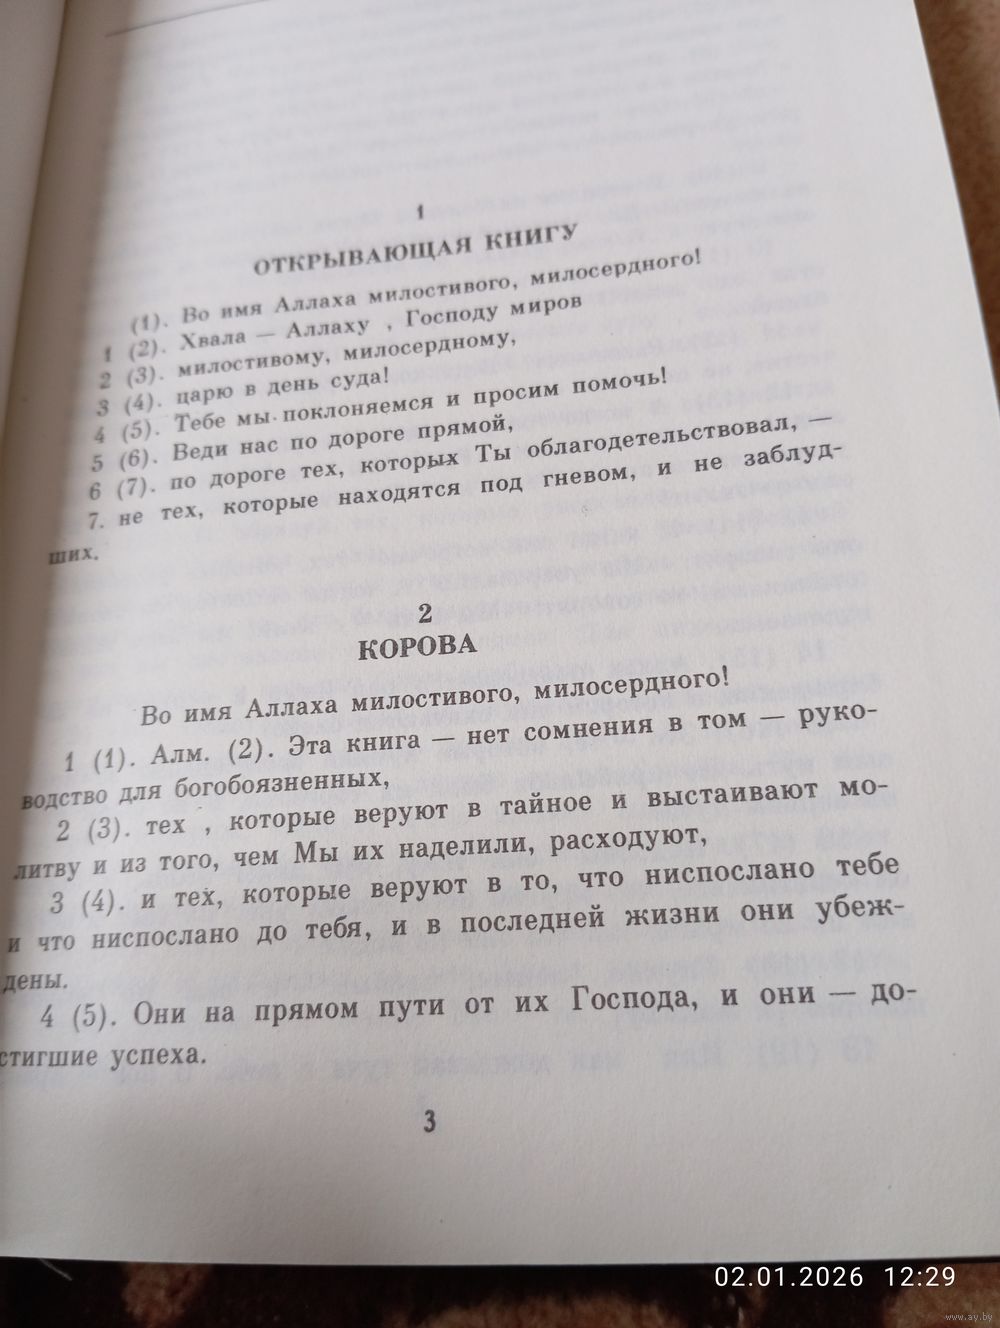 1
ОТКРЫВАЮЩАЯ КНИГУ
(1). Во имя Аллаха милостивого, милосердного!
1 (2). Хвала — Аллаху , Господу миров
2 (3). милостивому, милосердному,
3 (4). царю в день суда!
4 (5). Тебе мы поклоняемся и просим помочь!
5 (6). Веди нас по дороге прямой,
6 (7). по дороге тех, которых Ты облагодетельствовал, —
7. не тех, которые находятся под гневом, и не заблуд-
ших.
2
КОРОВА
Во имя Аллаха милостивого, милосердного!
1 (1). Алм. (2). Эта книга — нет сомнения в том — руко-
водство для богобоязненных,
2 (3). тех , которые веруют в тайное и выстаивают мо-
литву и из того, чем Мы их наделили, расходуют,
3 (4). и тех, которые веруют в то, что ниспослано тебе
и что ниспослано до тебя, и в последней жизни они убеж-
дены.
4 (5). Они на прямом пути от их Господа, и они — до-
стигшие успеха.
3
02.01.2026 12:29
www.ay.by